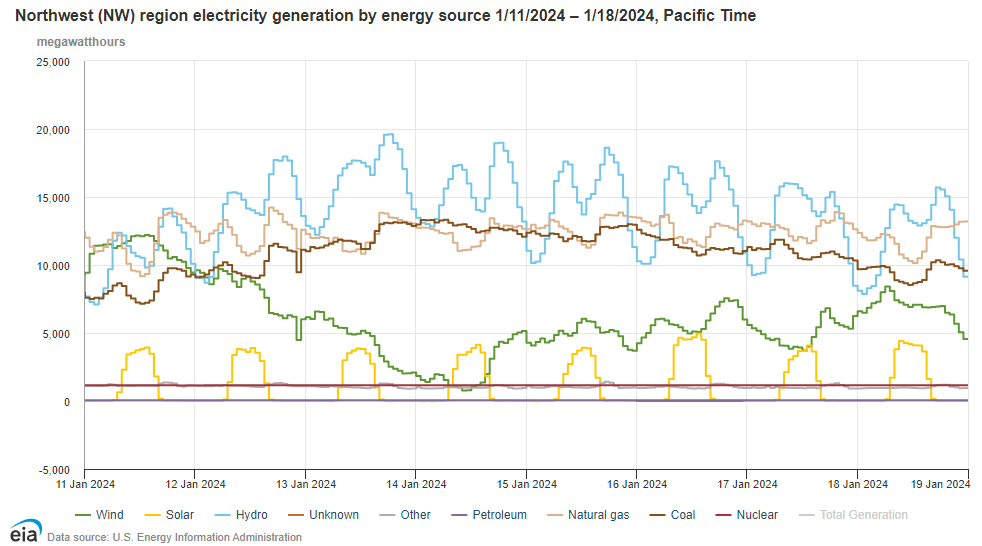 Northwest (NW) region electricity generation by energy source 1/11/2024 – 1/18/2024, Pacific Time
megawatthours
25,000
20,000
15,000
10,000
5,000
0
-5,000
11 Jan 2024 12 Jan 2024 13 Jan 2024 14 Jan 2024 15 Jan 2024 16 Jan 2024 17 Jan 2024 18 Jan 2024 19 Jan 2024
Wind Solar Hydro Unknown Other Petroleum Natural gas Coal Nuclear Total Generation
eia Data source: U.S. Energy Information Administration